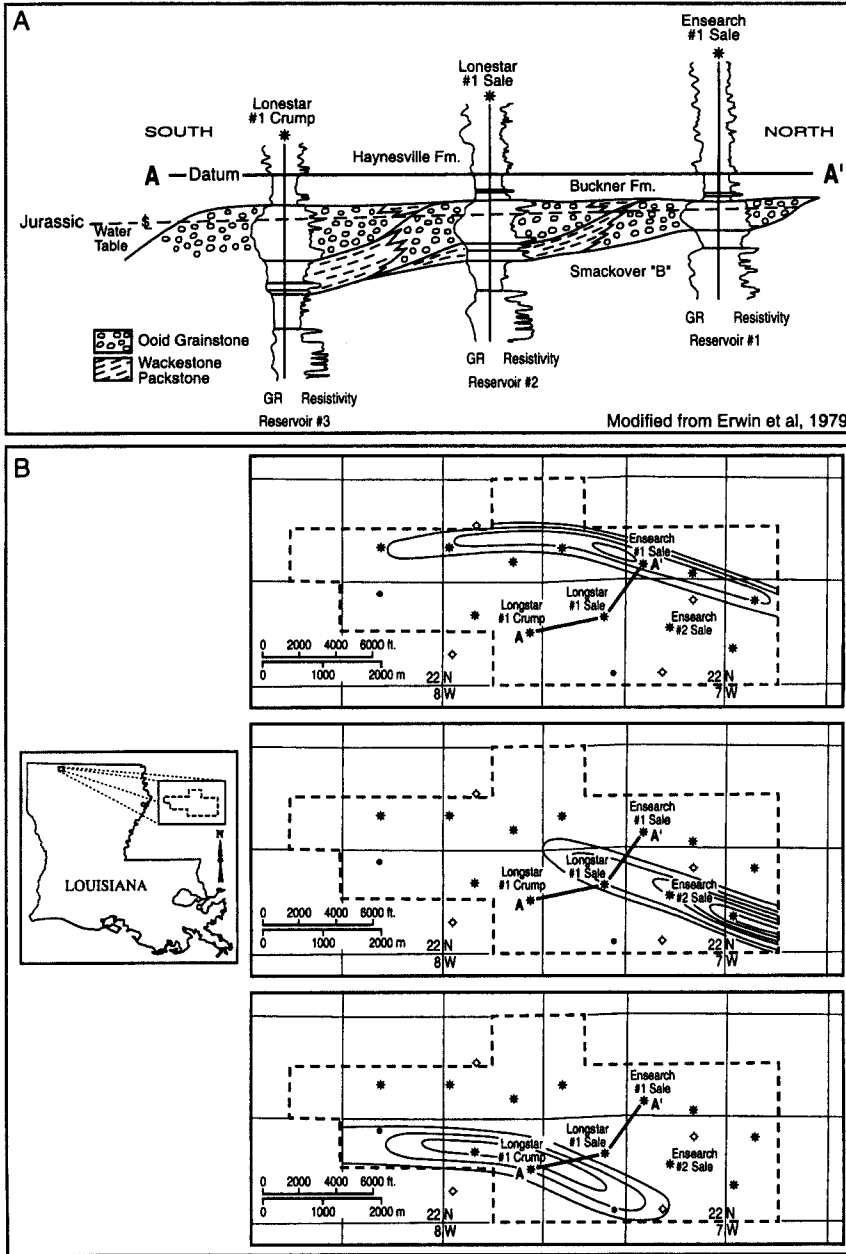 A
Ensearch
#1 Sale
Lonestar
#1 Sale
Lonestar
#1 Crump
SOUTH
NORTH
Haynesville Fm.
A
Datum
A'
Buckner Fm.
Jurassic
Water
Table
Smackover "B"
Ooid Grainstone
Wackestone
Packstone
GR
Resistivity
Reservoir #1
GR
Resistivity
Reservoir #2
GR
Resistivity
Reservoir #3
Modified from Erwin et al, 1979
B
Ensearch
#1 Sale
A'
Longstar
#1 Sale
Longstar
#1 Crump
A
Ensearch
#2 Sale
0 2000 4000 6000 ft.
0 1000 2000 m
22 N
8 W
22 N
7 W
Ensearch
#1 Sale
A'
Longstar
#1 Sale
Longstar
#1 Crump
A
Ensearch
#2 Sale
0 2000 4000 6000 ft.
0 1000 2000 m
22 N
8 W
22 N
7 W
N
LOUISIANA
Ensearch
#1 Sale
A'
Longstar
#1 Sale
Longstar
#1 Crump
A
Ensearch
#2 Sale
0 2000 4000 6000 ft.
0 1000 2000 m
22 N
8 W
22 N
7 W